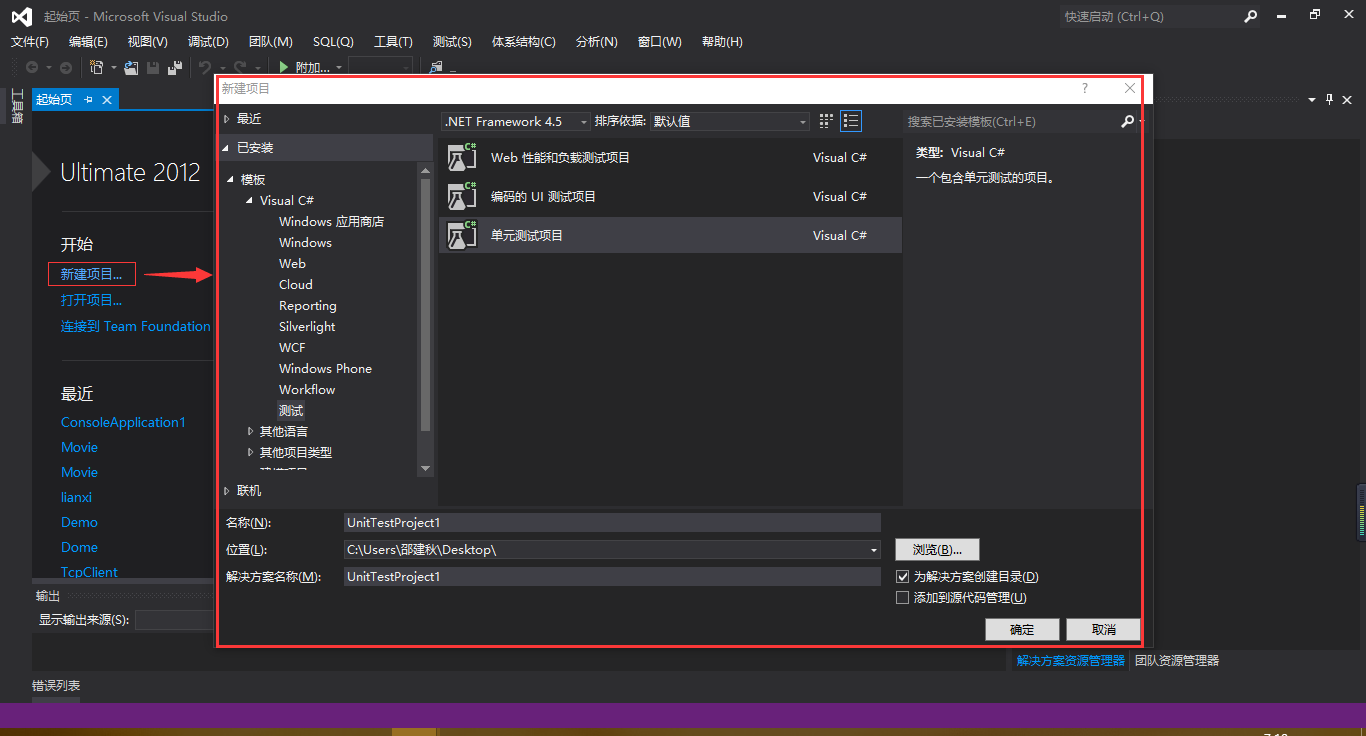 起始页 - Microsoft Visual Studio
快速启动 (Ctrl+Q)
文件(F) 编辑(E) 视图(V) 调试(D) 团队(M) SQL(Q) 工具(T) 测试(S) 体系结构(C) 分析(N) 窗口(W) 帮助(H)
附加...
工具箱
起始页
Ultimate 2012
开始
新建项目...
打开项目...
连接到 Team Foundation
最近
ConsoleApplication1
Movie
Movie
lianxi
Demo
Dome
TcpClient
新建项目
?
最近
已安装
模板
Visual C#
Windows 应用商店
Windows
Web
Cloud
Reporting
Silverlight
WCF
Windows Phone
Workflow
测试
其他语言
其他项目类型
联机
.NET Framework 4.5 排序依据: 默认值
搜索已安装模板(Ctrl+E)
C# Web 性能和负载测试项目 Visual C#
C# 编码的 UI 测试项目 Visual C#
C# 单元测试项目 Visual C#
类型: Visual C#
一个包含单元测试的项目。
名称(N): UnitTestProject1
位置(L): C:\Users\邵建秋\Desktop\ 浏览(B)...
解决方案名称(M): UnitTestProject1
为解决方案创建目录(D)
添加到源代码管理(U)
确定 取消
输出
显示输出来源(S):
解决方案资源管理器 团队资源管理器
错误列表